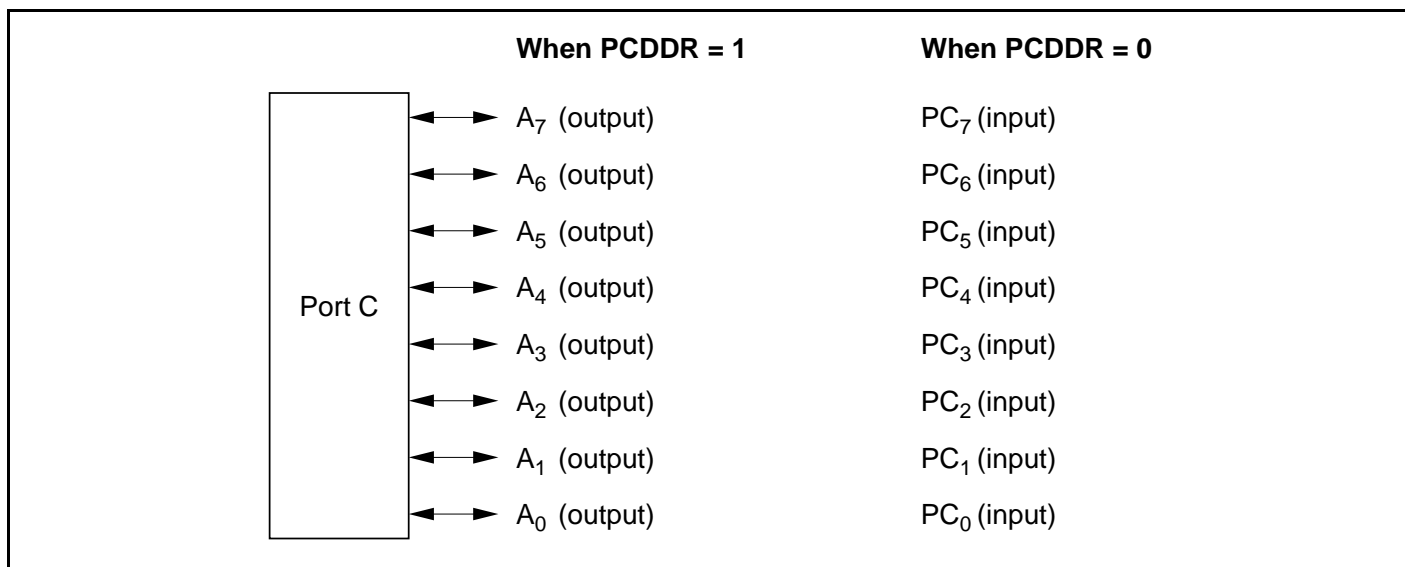 When PCDDR = 1 When PCDDR = 0
A7 (output) PC7 (input)
A6 (output) PC6 (input)
A5 (output) PC5 (input)
A4 (output) PC4 (input)
Port C
A3 (output) PC3 (input)
A2 (output) PC2 (input)
A1 (output) PC1 (input)
A0 (output) PC0 (input)